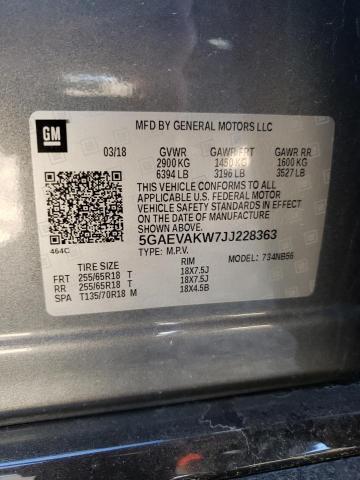 GM
MFD BY GENERAL MOTORS LLC
03/18 GVWR GAWR FRT GAWR RR
2900 KG 1450 KG 1600 KG
6394 LB 3196 LB 3527 LB
THIS VEHICLE CONFORMS TO ALL
APPLICABLE U.S. FEDERAL MOTOR
VEHICLE SAFETY AND THEFT PREVENTION
STANDARDS IN EFFECT ON THE DATE OF
MANUFACTURE SHOWN ABOVE.
5GAEVAKW7JJ228363
464C
TYPE: M.P.V.
TIRE SIZE RIM MODEL: 734NB56
FRT 255/65R18 T 18X7.5J
RR 255/65R18 T 18X7.5J
SPA T135/70R18 M 18X4.5B